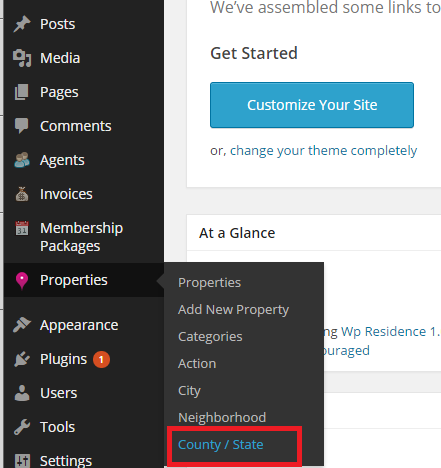 Posts
Media
Pages
Comments
Agents
Invoices
Membership
Packages
Properties
Appearance
Plugins 1
Users
Tools
Settings
Properties
Add New Property
Categories
Action
City
Neighborhood
County / State
We've assembled some links to
Get Started
Customize Your Site
or, change your theme completely
At a Glance
Wp Residence 1.